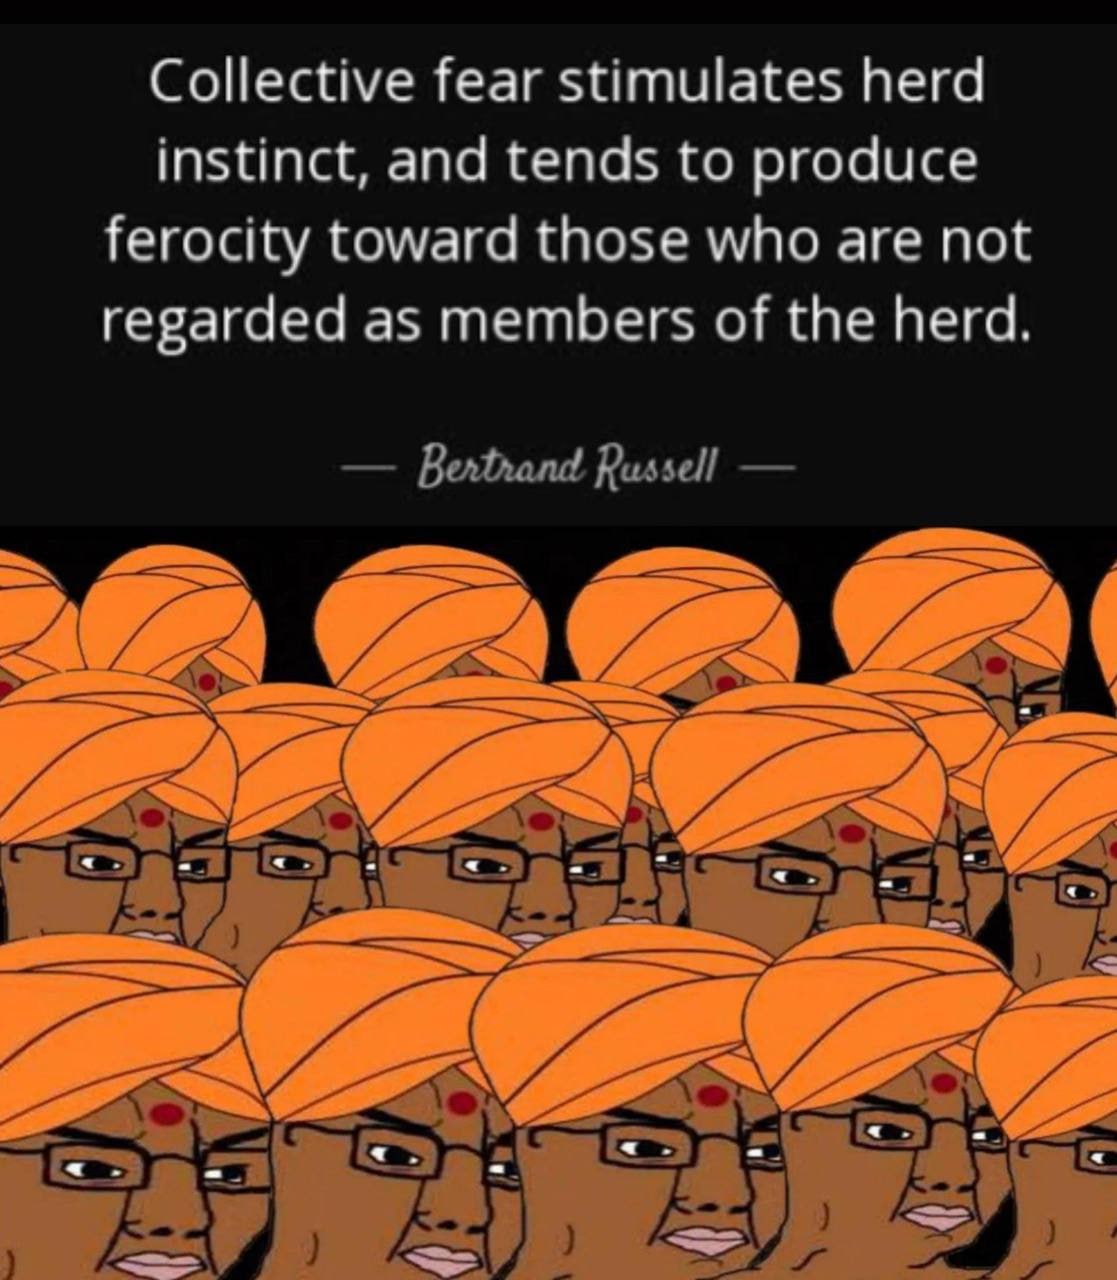 Collective fear stimulates herd
instinct, and tends to produce
ferocity toward those who are not
regarded as members of the herd.
— Bertrand Russell —